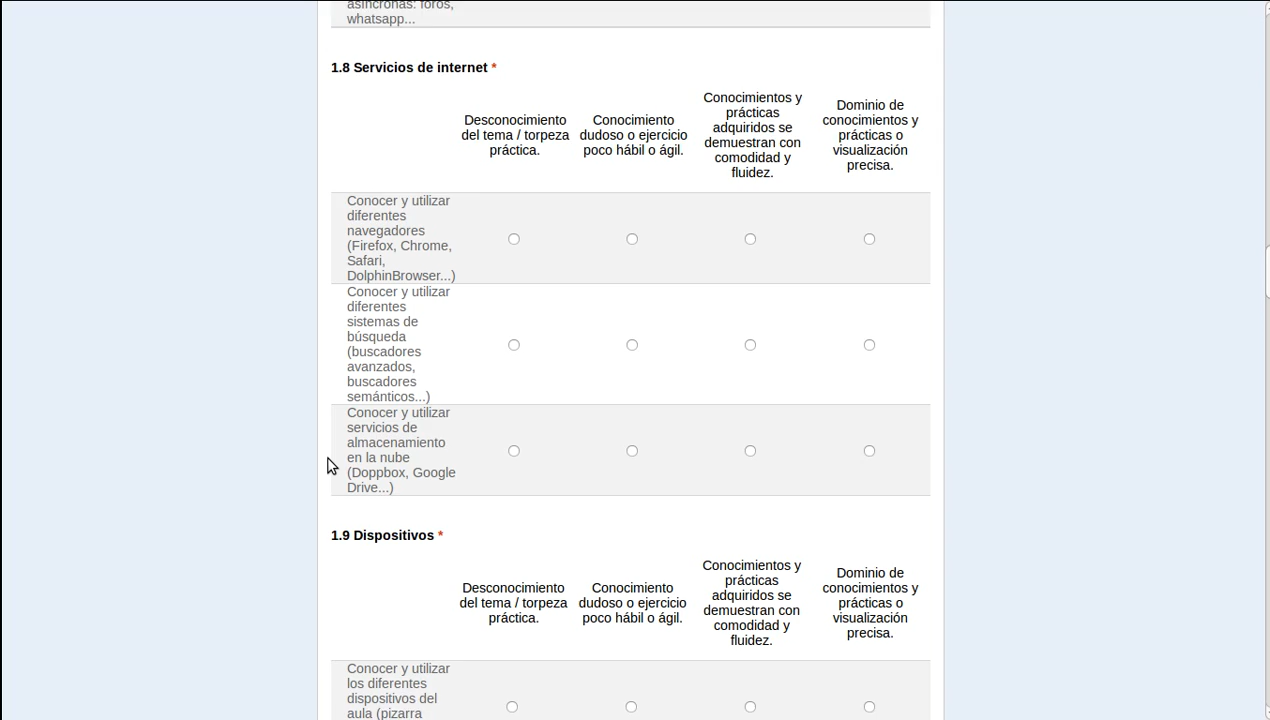 asíncronas: foros,
whatsapp...
1.8 Servicios de internet *
Desconocimiento
del tema / torpeza
práctica.
Conocimiento
dudoso o ejercicio
poco hábil o ágil.
Conocimientos y
prácticas
adquiridos se
demuestran con
comodidad y
fluidez.
Dominio de
conocimientos y
prácticas o
visualización
precisa.
Conocer y utilizar
diferentes
navegadores
(Firefox, Chrome,
Safari,
DolphinBrowser...)
Conocer y utilizar
diferentes
sistemas de
búsqueda
(buscadores
avanzados,
buscadores
semánticos...)
Conocer y utilizar
servicios de
almacenamiento
en la nube
(Doppbox, Google
Drive...)
1.9 Dispositivos *
Desconocimiento
del tema / torpeza
práctica.
Conocimiento
dudoso o ejercicio
poco hábil o ágil.
Conocimientos y
prácticas
adquiridos se
demuestran con
comodidad y
fluidez.
Dominio de
conocimientos y
prácticas o
visualización
precisa.
Conocer y utilizar
los diferentes
dispositivos del
aula (pizarra